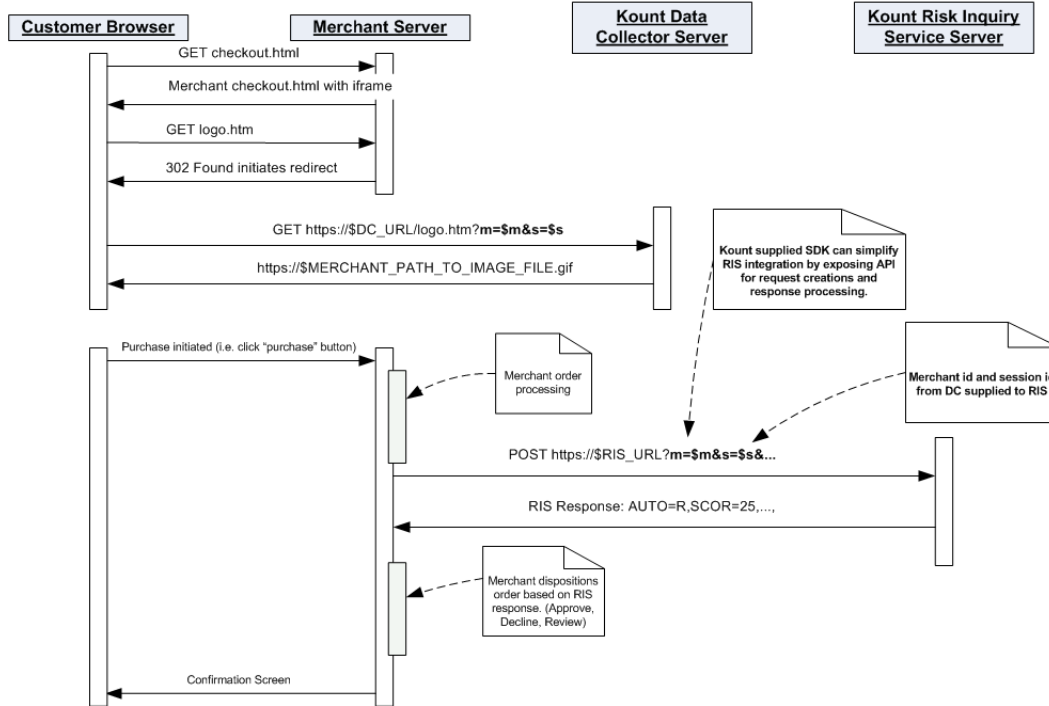 Customer Browser
Merchant Server
Kount Data
Collector Server
Kount Risk Inquiry
Service Server
GET checkout.html
Merchant checkout.html with iframe
GET logo.htm
302 Found initiates redirect
GET https://$DC_URL/logo.htm?m=$m&s=$s
https://$MERCHANT_PATH_TO_IMAGE_FILE.gif
Kount supplied SDK can simplify
RIS integration by exposing API
for request creations and
response processing.
Purchase initiated (i.e. click “purchase” button)
Merchant order
processing
Merchant id and session i
from DC supplied to RIS
POST https://$RIS_URL?m=$m&s=$s&...
RIS Response: AUTO=R,SCOR=25,...,
Merchant dispositions
order based on RIS
response. (Approve,
Decline, Review)
Confirmation Screen